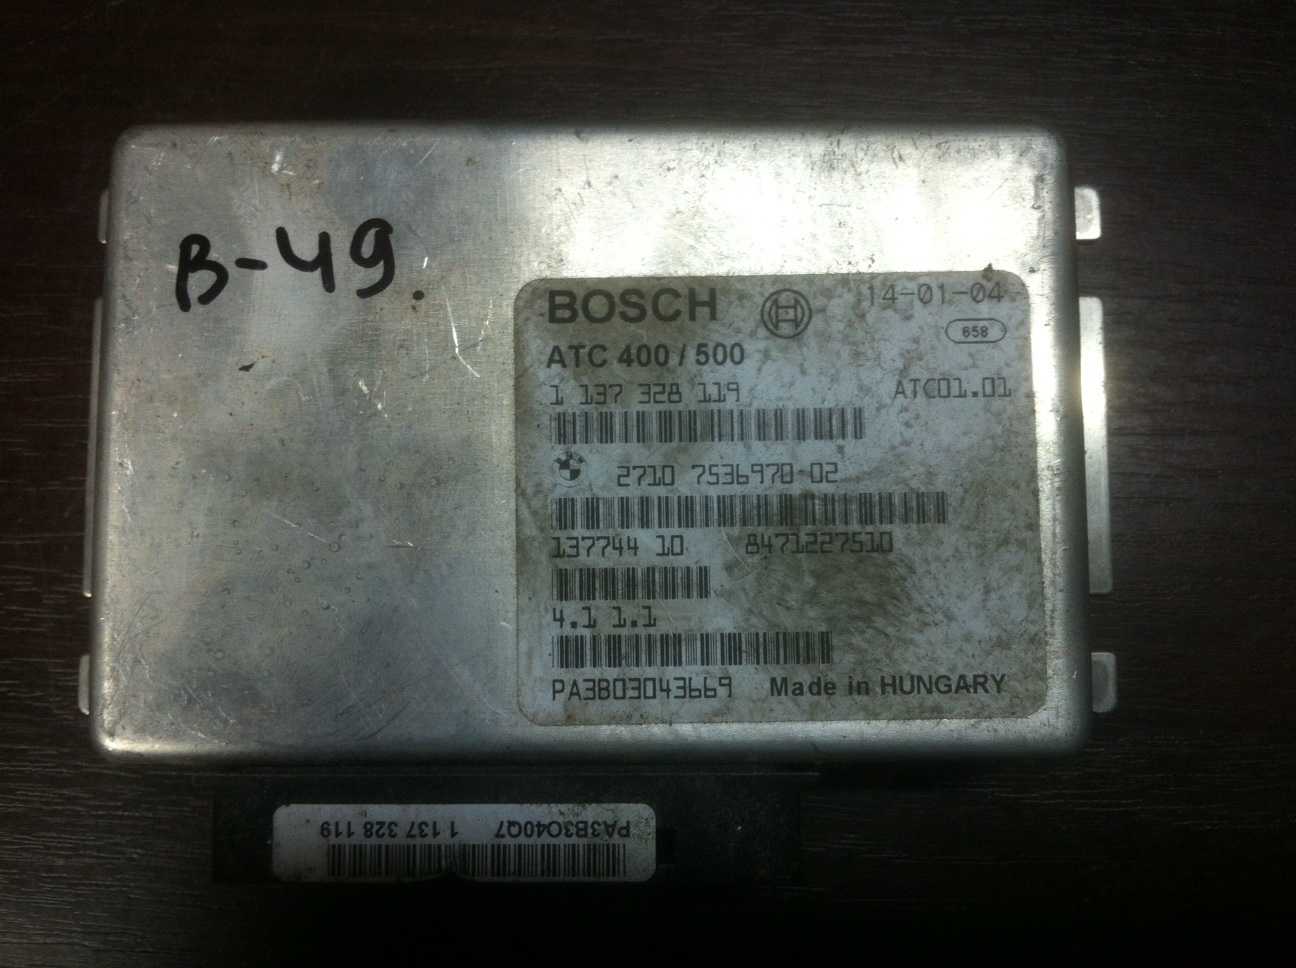 B-49.
BOSCH 14-01-04
658
ATC 400 / 500
1 137 328 119 ATC01.01
2710 7536970-02
137744 10 8471227510
4.1 1.1
PA3B03043669 Made in HUNGARY
PA3B3O40Q7 1 137 328 119